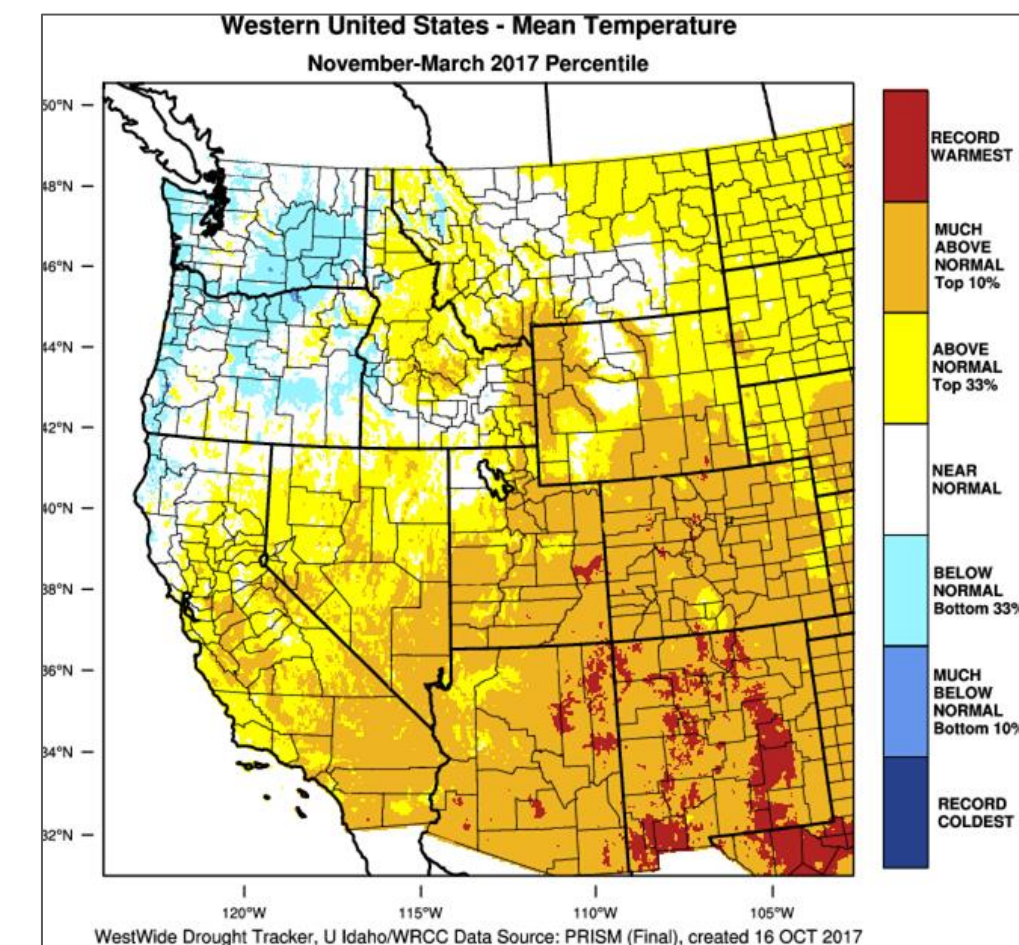 Western United States - Mean Temperature
November-March 2017 Percentile
50°N
48°N
46°N
44°N
42°N
40°N
38°N
36°N
34°N
32°N
120°W
115°W
110°W
105°W
RECORD
WARMEST
MUCH
ABOVE
NORMAL
Top 10%
ABOVE
NORMAL
Top 33%
NEAR
NORMAL
BELOW
NORMAL
Bottom 33%
MUCH
BELOW
NORMAL
Bottom 10%
RECORD
COLDEST
WestWide Drought Tracker, U Idaho/WRCC Data Source: PRISM (Final), created 16 OCT 2017